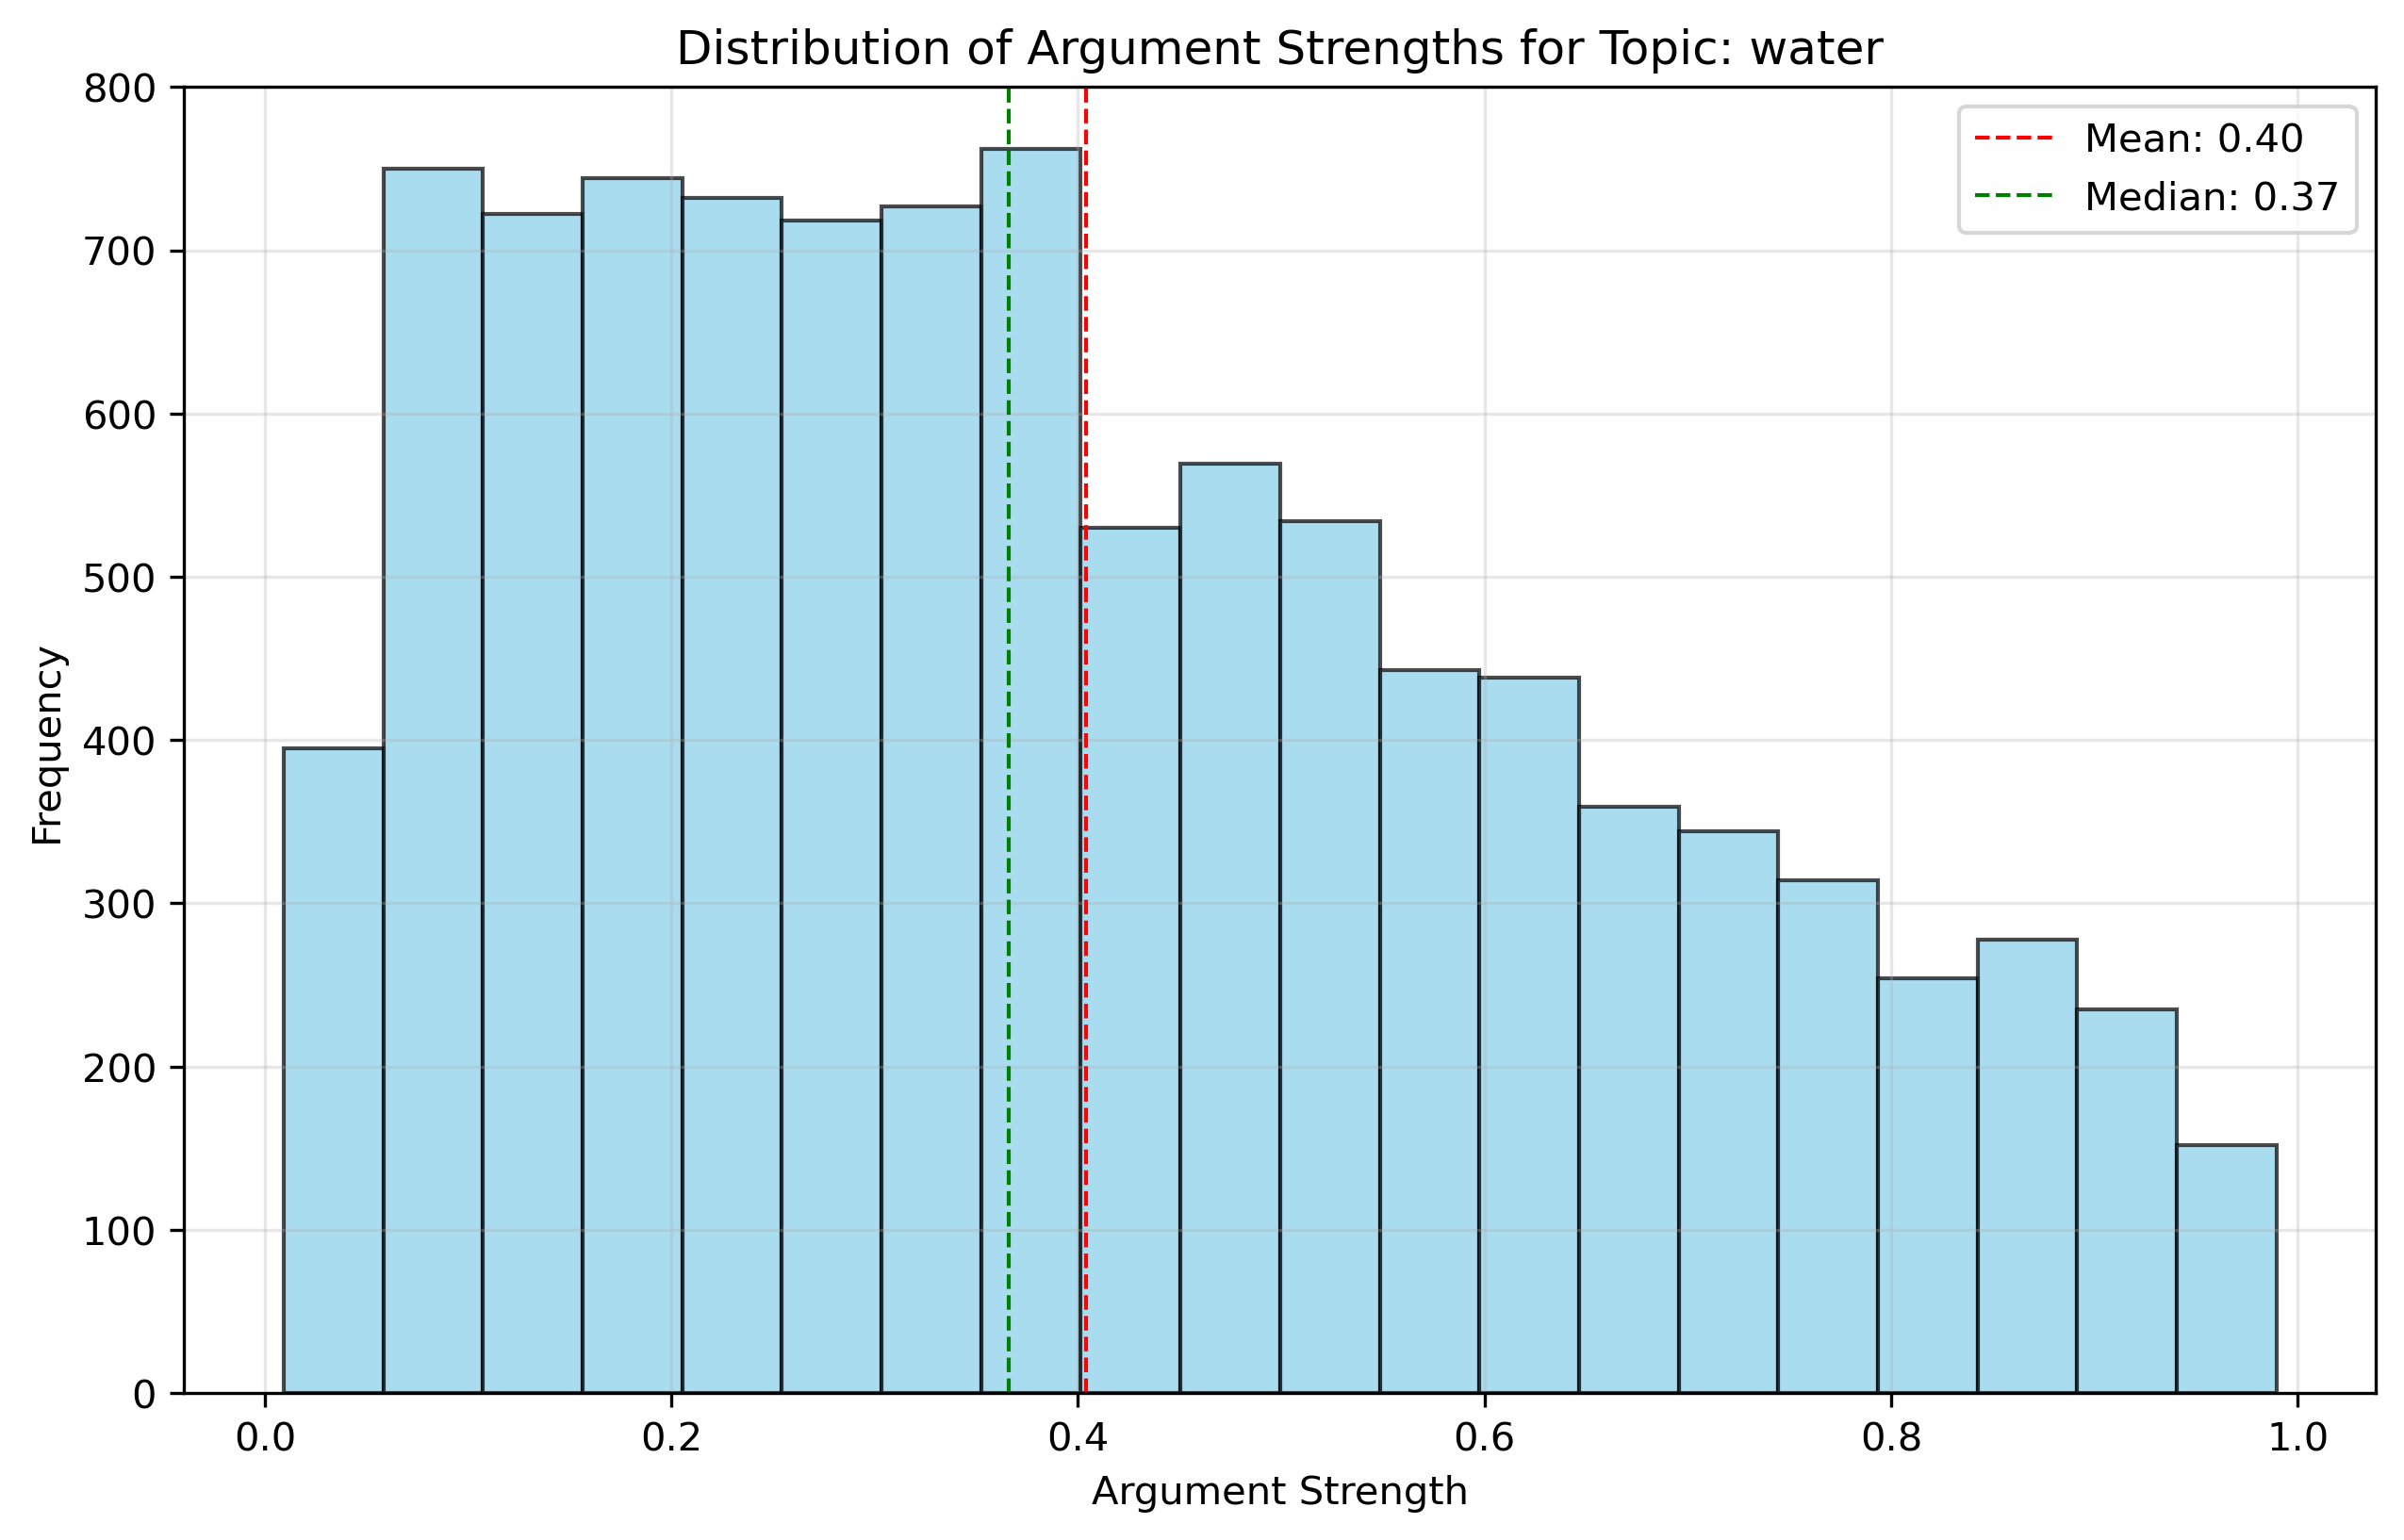 Distribution of Argument Strengths for Topic: water
800
700
600
500
400
300
200
100
0
Frequency
Mean: 0.40
Median: 0.37
0.0 0.2 0.4 0.6 0.8 1.0
Argument Strength